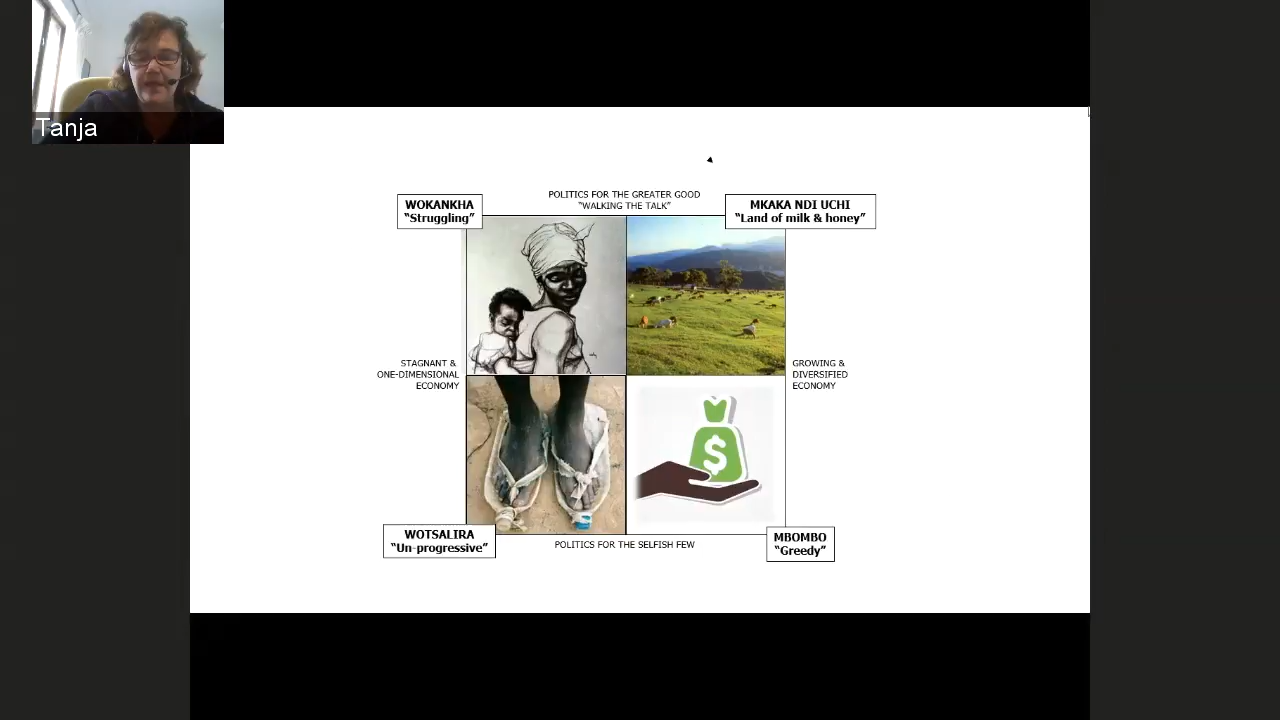 Tanja
POLITICS FOR THE GREATER GOOD
"WALKING THE TALK"
WOKANKHA
"Struggling"
MKAKA NDI UCHI
"Land of milk & honey"
STAGNANT &
ONE-DIMENSIONAL
ECONOMY
GROWING &
DIVERSIFIED
ECONOMY
$
WOTSALIRA
"Un-progressive"
POLITICS FOR THE SELFISH FEW
MBOMBO
"Greedy"